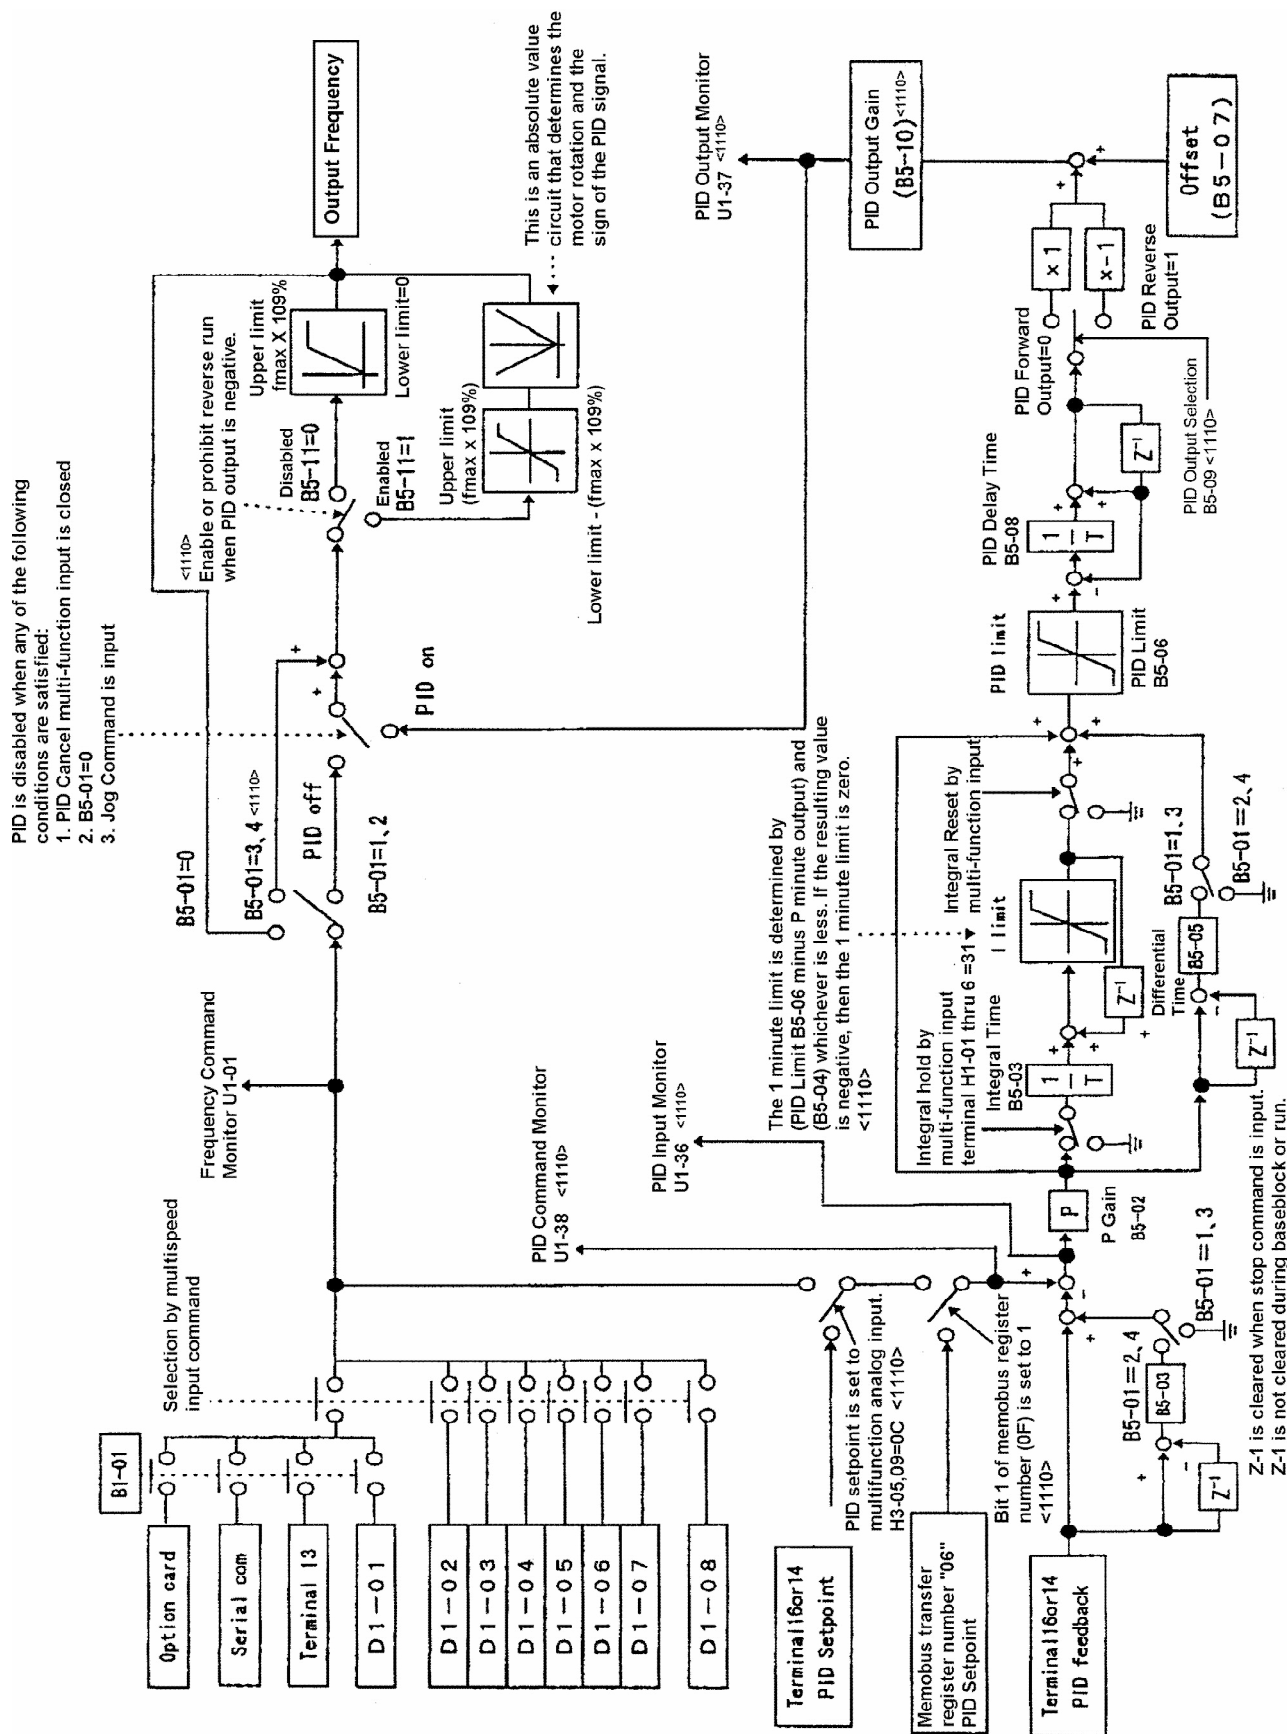 PID is disabled when any of the following
conditions are satisfied:
1. PID Cancel multi-function input is closed
2. B5-01=0
3. Jog Command is input
B1-01
Option card
Serial com
Terminal 13
D1-01
D1-02
D1-03
D1-04
D1-05
D1-06
D1-07
D1-08
Selection by multispeed
input command
Frequency Command
Monitor U1-01
B5-01=0
B5-01=3, 4 <1110>
PID off
B5-01=1, 2
PID on
+
+
<1110>
Enable or prohibit reverse run
when PID output is negative.
Disabled
B5-11=0
Enabled
B5-11=1
Upper limit
fmax X 109%
Lower limit=0
Upper limit
(fmax x 109%)
Lower limit - (fmax x 109%)
Output Frequency
This is an absolute value
circuit that determines the
motor rotation and the
sign of the PID signal.
Terminal16or14
PID Setpoint
PID setpoint is set to
multifunction analog input.
H3-05,09=0C <1110>
Memobus transfer
register number "06"
PID Setpoint
Bit 1 of memobus register
number (0F) is set to 1
<1110>
PID Command Monitor
U1-38 <1110>
PID Input Monitor
U1-36 <1110>
Terminal16or14
PID feedback
+
-
Z-1
B5-03
B5-01=2, 4
B5-01=1, 3
+
-
+
P
P Gain
B5-02
The 1 minute limit is determined by
(PID Limit B5-06 minus P minute output) and
(B5-04) whichever is less. If the resulting value
is negative, then the 1 minute limit is zero.
<1110>
Integral hold by
multi-function input
terminal H1-01 thru 6 =31
Integral Time
B5-03
1
T
+
+
+
Z-1
I limit
Integral Reset by
multi-function input
Differential
Time
B5-05
-
Z-1
B5-01=1, 3
B5-01=2, 4
+
+
+
PID limit
PID Limit
B5-06
+
-
PID Delay Time
B5-08
1
T
+
+
Z-1
PID Forward
Output=0
x 1
x-1
PID Reverse
Output=1
PID Output Selection
B5-09 <1110>
+
+
Offset
(B5-07)
PID Output Gain
(B5-10) <1110>
PID Output Monitor
U1-37 <1110>
Z-1 is cleared when stop command is input.
Z-1 is not cleared during baseblock or run.